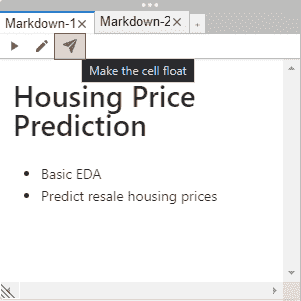 Markdown-1× Markdown-2× +
Make the cell float
Housing Price
Prediction
• Basic EDA
• Predict resale housing prices